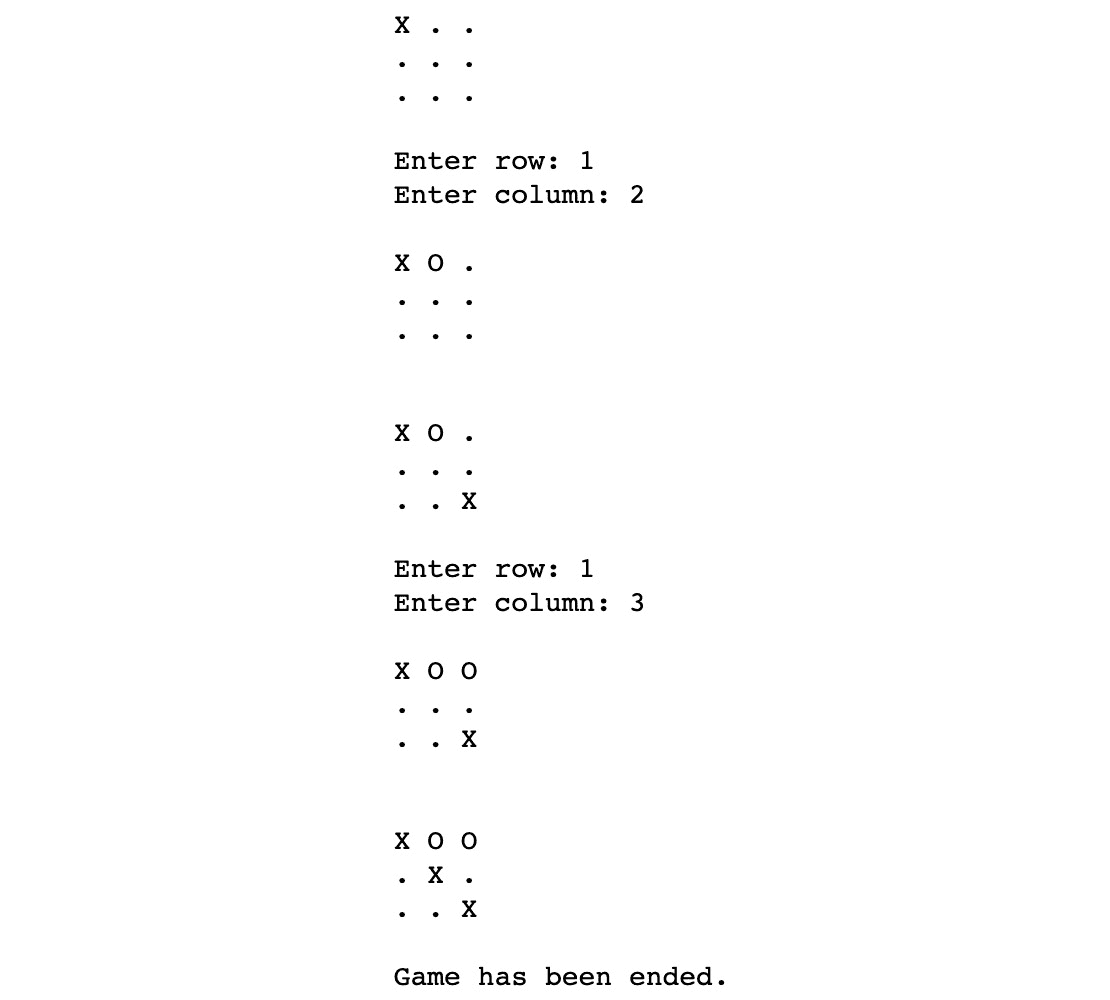 X . .
. . .
. . .
Enter row: 1
Enter column: 2
X O .
. . .
. . .
X O .
. . .
. . X
Enter row: 1
Enter column: 3
X O O
. . .
. . X
X O O
. X .
. . X
Game has been ended.